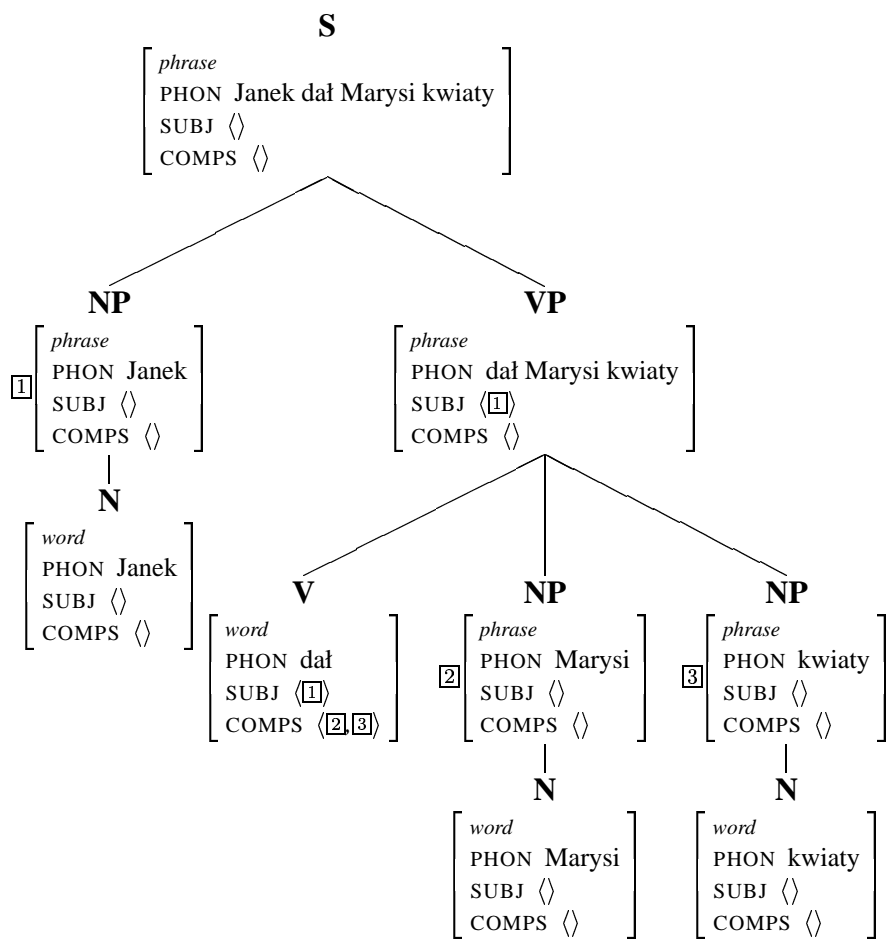 S
phrase
PHON Janek dał Marysi kwiaty
SUBJ ⟨⟩
COMPS ⟨⟩
NP
1
phrase
PHON Janek
SUBJ ⟨⟩
COMPS ⟨⟩
VP
phrase
PHON dał Marysi kwiaty
SUBJ ⟨1⟩
COMPS ⟨⟩
N
word
PHON Janek
SUBJ ⟨⟩
COMPS ⟨⟩
V
word
PHON dał
SUBJ ⟨1⟩
COMPS ⟨2,3⟩
NP
2
phrase
PHON Marysi
SUBJ ⟨⟩
COMPS ⟨⟩
NP
3
phrase
PHON kwiaty
SUBJ ⟨⟩
COMPS ⟨⟩
N
word
PHON Marysi
SUBJ ⟨⟩
COMPS ⟨⟩
N
word
PHON kwiaty
SUBJ ⟨⟩
COMPS ⟨⟩